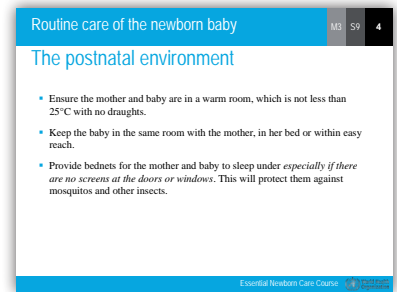 Routine care of the newborn baby
M3 S9 4
The postnatal environment
▪ Ensure the mother and baby are in a warm room, which is not less than
25°C with no draughts.
▪ Keep the baby in the same room with the mother, in her bed or within easy
reach.
▪ Provide bednets for the mother and baby to sleep under especially if there
are no screens at the doors or windows. This will protect them against
mosquitos and other insects.
Essential Newborn Care Course